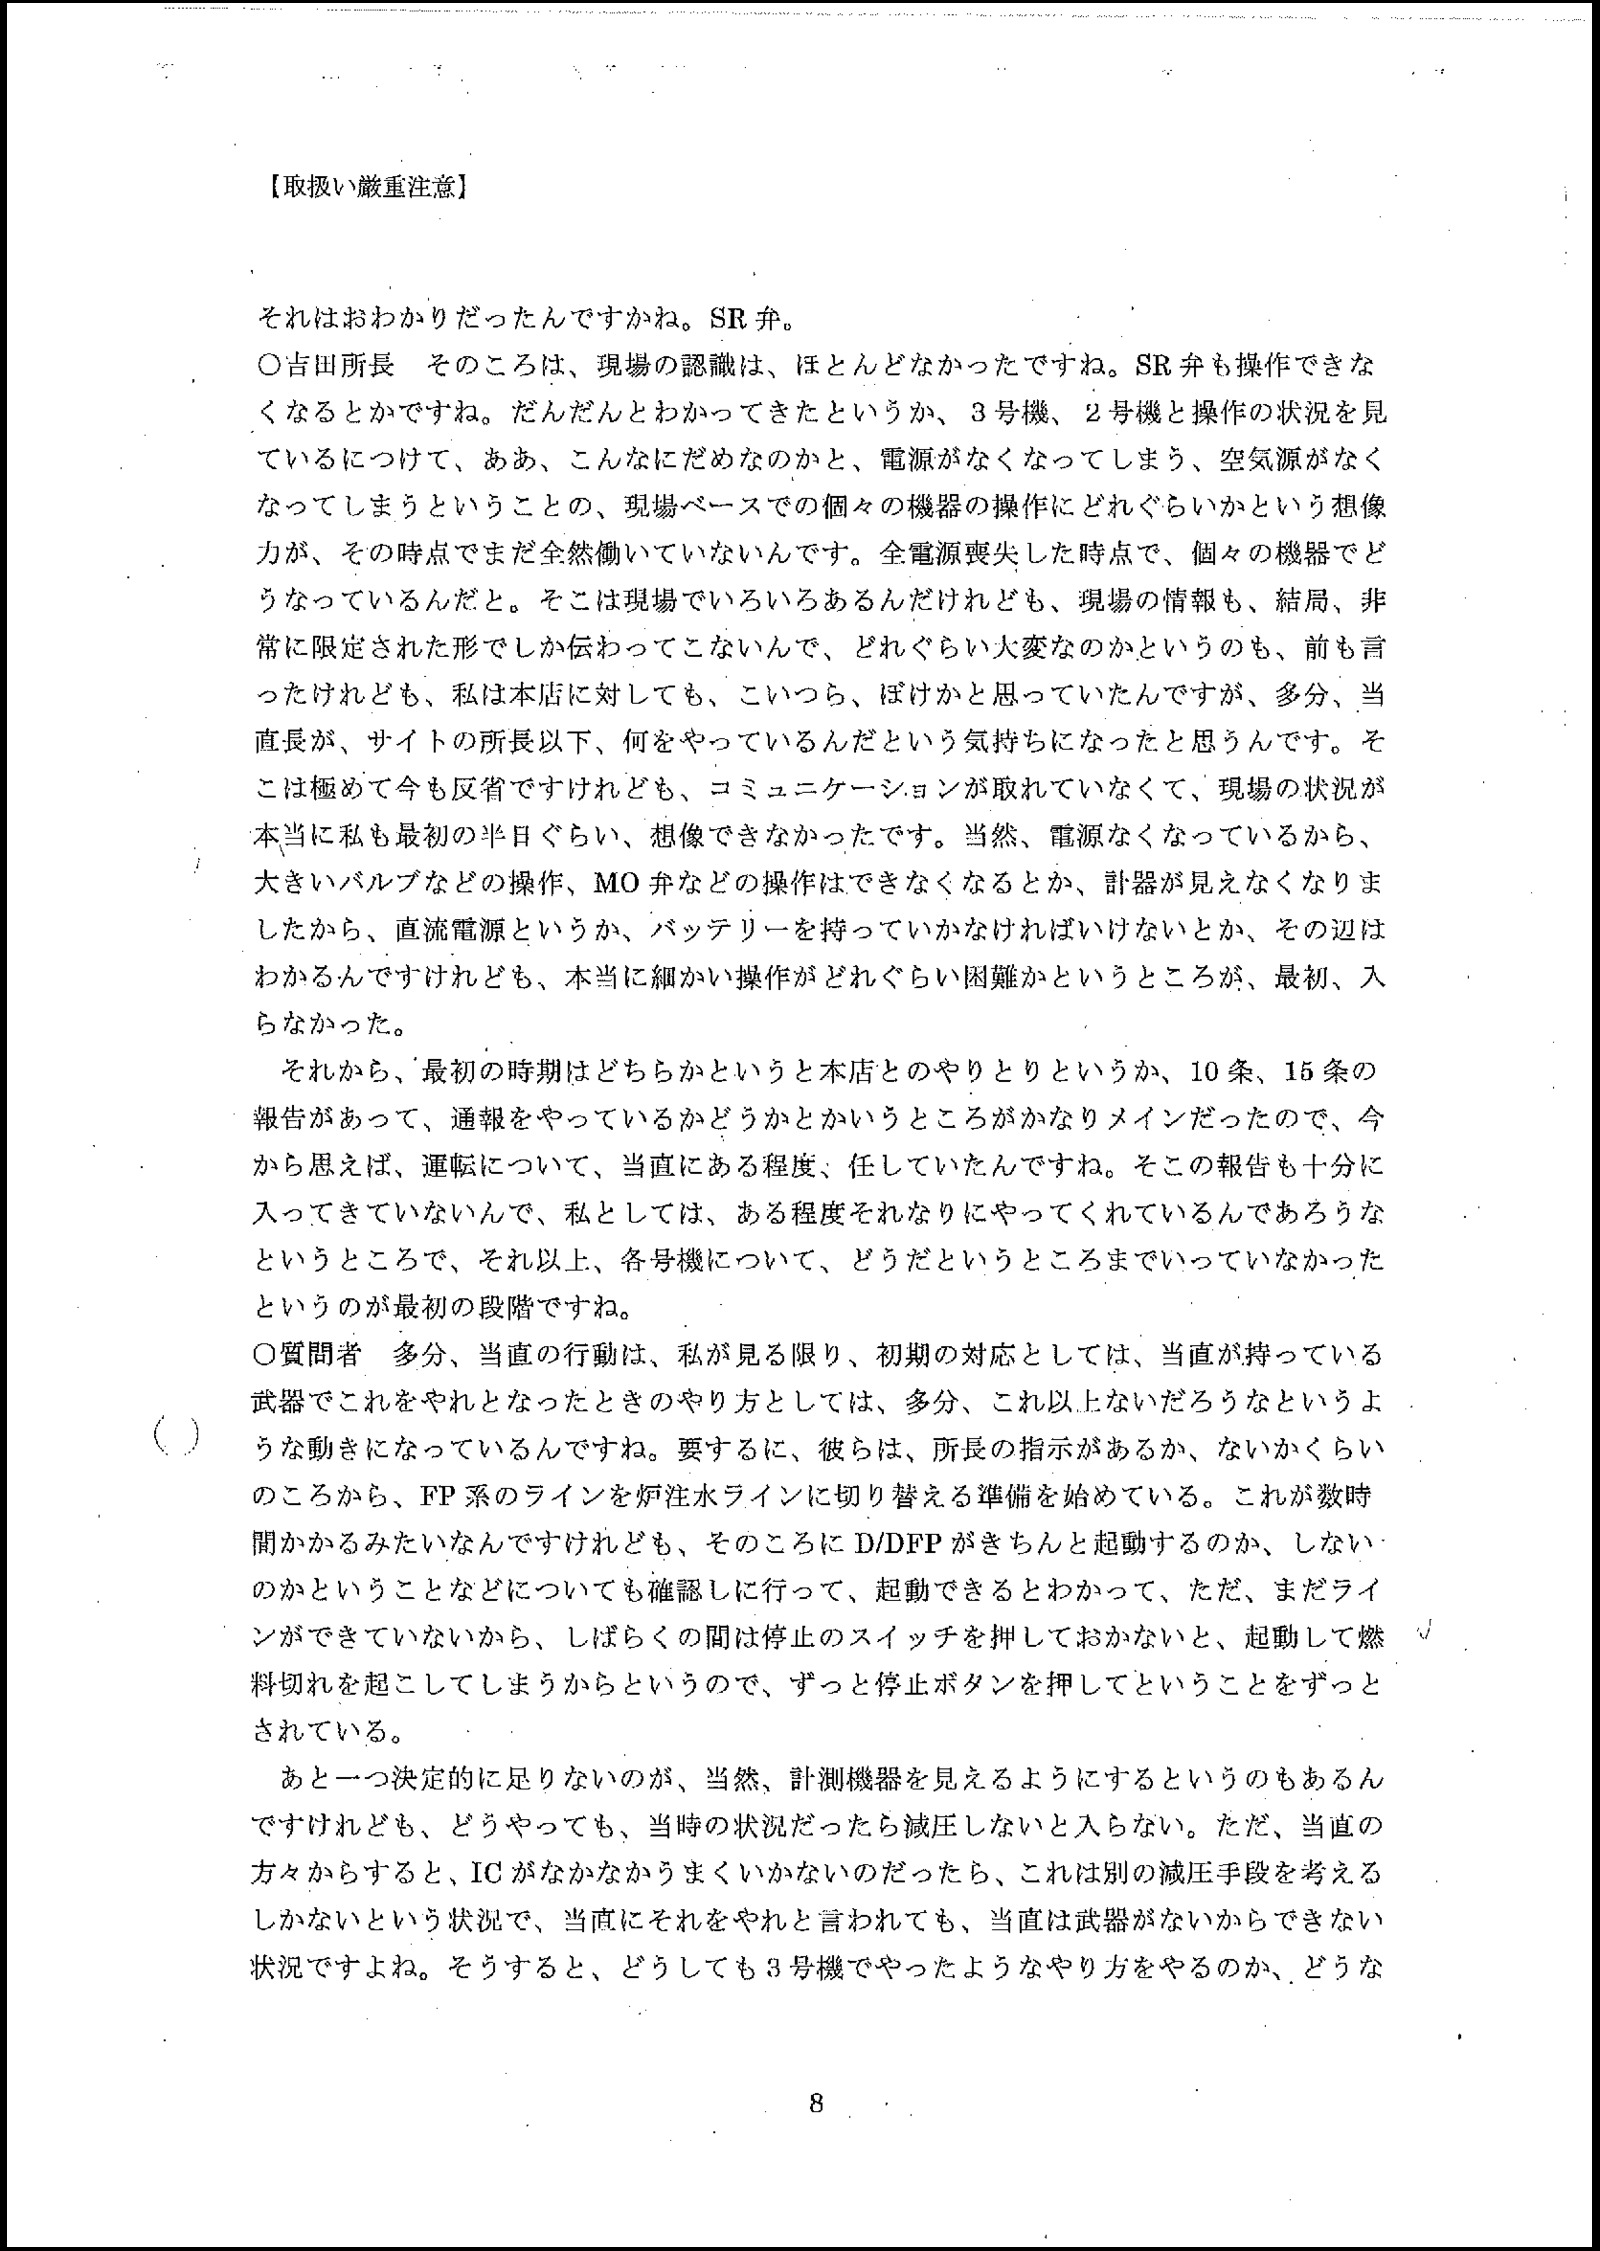 【取扱い厳重注意】
それはおわかりだったんですかね。SR 弁。
〇吉田所長　そのころは、現場の認識は、ほとんどなかったですね。SR 弁も操作できな
くなるとかですね。だんだんとわかってきたというか、３号機、２号機と操作の状況を見
ているにつけて、ああ、こんなにだめなのかと、電源がなくなってしまう、空気源がなく
なってしまうということの、現場ベースでの個々の機器の操作にどれぐらいかという想像
力が、その時点でまだ全然働いていないんです。全電源喪失した時点で、個々の機器でど
うなっているんだと。そこは現場でいろいろあるんだけれども、現場の情報も、結局、非
常に限定された形でしか伝わってこないんで、どれぐらい大変なのかというのも、前も言
ったけれども、私は本店に対しても、こいつら、ぼけかと思っていたんですが、多分、当
直長が、サイトの所長以下、何をやっているんだという気持ちになったと思うんです。そ
こは極めて今も反省ですけれども、コミュニケーションが取れていなくて、現場の状況が
本当に私も最初の半日ぐらい、想像できなかったです。当然、電源なくなっているから、
大きいバルブなどの操作、MO 弁などの操作はできなくなるとか、計器が見えなくなりま
したから、直流電源というか、バッテリーを持っていかなければいけないとか、その辺は
わかるんですけれども、本当に細かい操作がどれぐらい困難かというところが、最初、入
らなかった。
　それから、最初の時期はどちらかというと本店とのやりとりというか、10 条、15 条の
報告があって、通報をやっているかどうかとかいうところがかなりメインだったので、今
から思えば、運転について、当直にある程度、任していたんですね。そこの報告も十分に
入ってきていないんで、私としては、ある程度それなりにやってくれているんであろうな
というところで、それ以上、各号機について、どうだというところまでいっていなかった
というのが最初の段階ですね。
〇質問者　多分、当直の行動は、私が見る限り、初期の対応としては、当直が持っている
武器でこれをやれとなったときのやり方としては、多分、これ以上ないだろうなというよ
うな動きになっているんですね。要するに、彼らは、所長の指示があるか、ないかくらい
のころから、FP 系のラインを炉注水ラインに切り替える準備を始めている。これが数時
間かかるみたいなんですけれども、そのころに D/DFP がきちんと起動するのか、しない
のかということなどについても確認しに行って、起動できるとわかって、ただ、まだライ
ンができていないから、しばらくの間は停止のスイッチを押しておかないと、起動して燃
料切れを起こしてしまうからというので、ずっと停止ボタンを押してということをずっと
されている。
　あと一つ決定的に足りないのが、当然、計測機器を見えるようにするというのもあるん
ですけれども、どうやっても、当時の状況だったら減圧しないと入らない。ただ、当直の
方々からすると、IC がなかなかうまくいかないのだったら、これは別の減圧手段を考える
しかないという状況で、当直にそれをやれと言われても、当直は武器がないからできない
状況ですよね。そうすると、どうしても３号機でやったようなやり方をやるのか、どうな
8